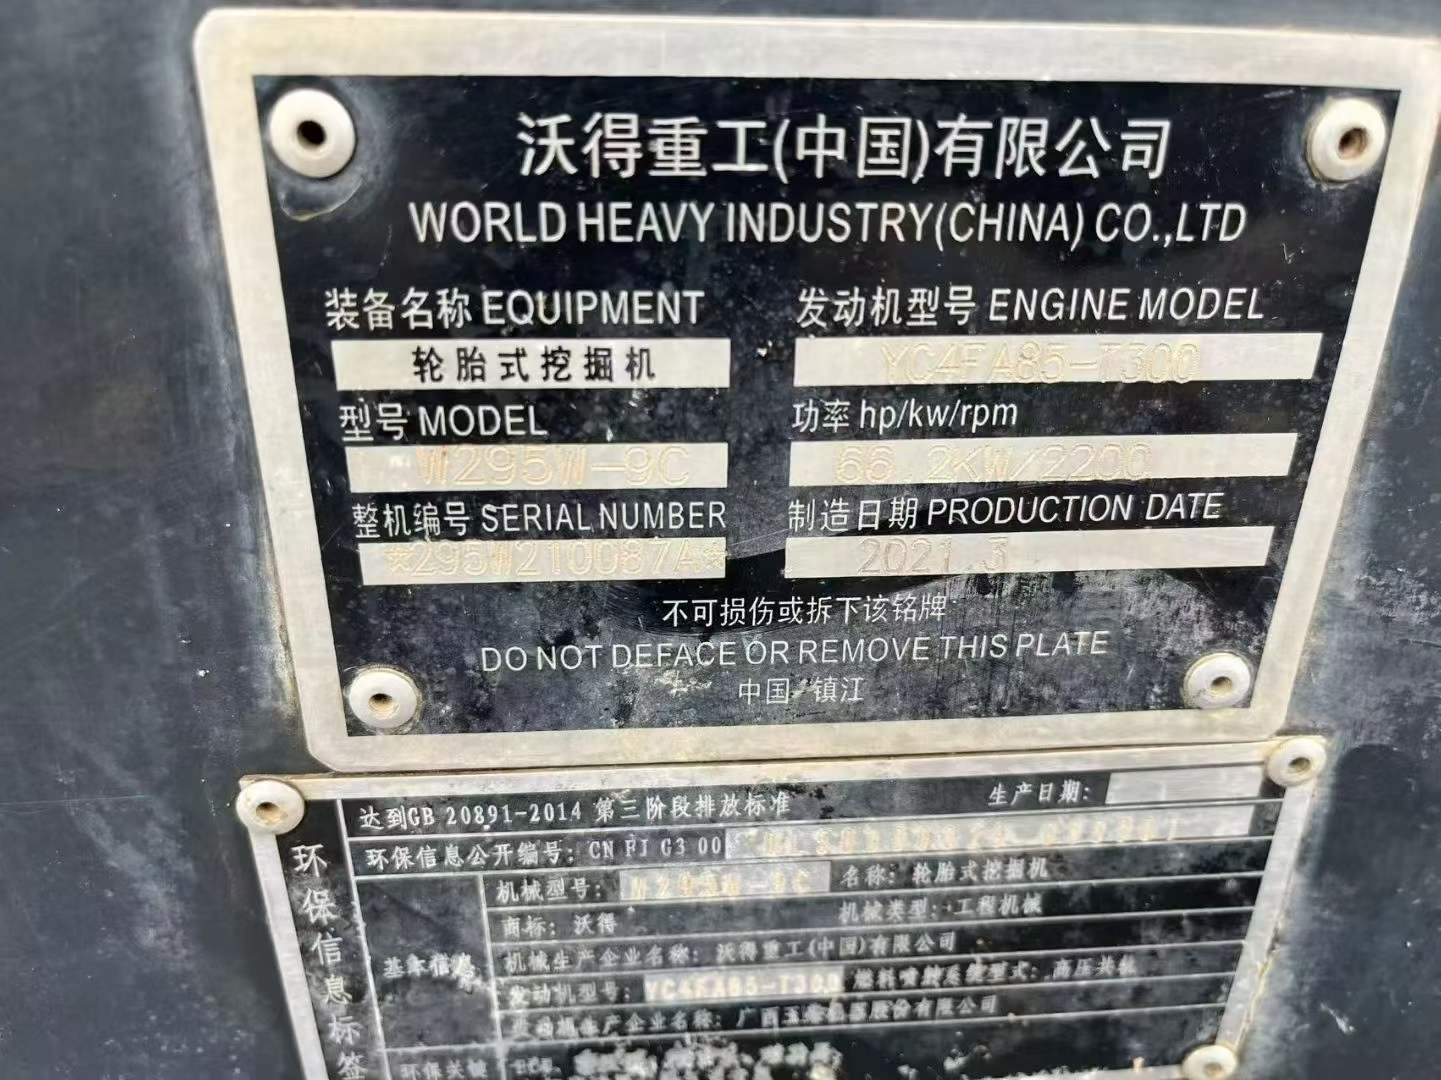 沃得重工(中国)有限公司
WORLD HEAVY INDUSTRY(CHINA) CO.,LTD
装备名称 EQUIPMENT
轮胎式挖掘机
型号 MODEL
W295W-9C
整机编号 SERIAL NUMBER
*295W210087A*
发动机型号 ENGINE MODEL
YC4FA85-T300
功率 hp/kw/rpm
66.2KW/2200
制造日期 PRODUCTION DATE
2021.3
不可损伤或拆下该铭牌
DO NOT DEFACE OR REMOVE THIS PLATE
中国 镇江
环保信息标签
达到GB 20891-2014 第三阶段排放标准 生产日期:
环保信息公开编号: CN FJ G3 00
基本信息
机械型号: W295W-9C 名称: 轮胎式挖掘机
商标: 沃得 机械类型: 工程机械
机械生产企业名称: 沃得重工(中国)有限公司
发动机型号: YC4FA85-T300 燃料喷射系统型式: 高压共轨
生产企业名称: 广西玉柴机器股份有限公司
环保关键